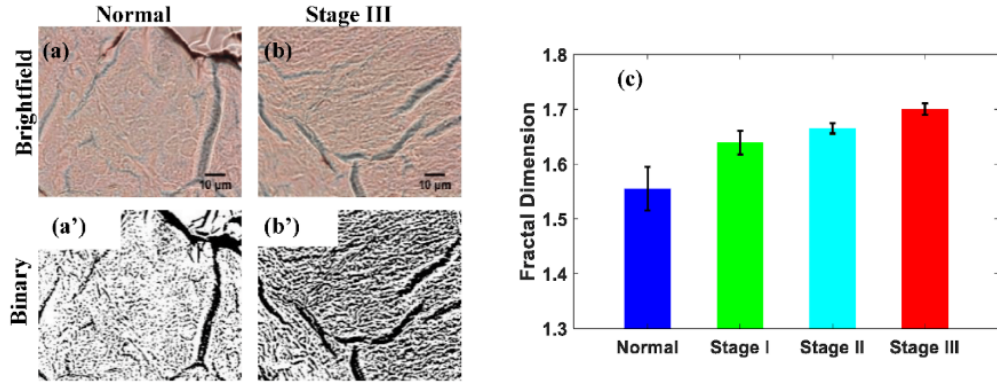 Normal
Stage III
Brightfield
(a)
10 μm
(b)
10 μm
Binary
(a’)
(b’)
(c)
Fractal Dimension
1.8
1.7
1.6
1.5
1.4
1.3
Normal
Stage I
Stage II
Stage III